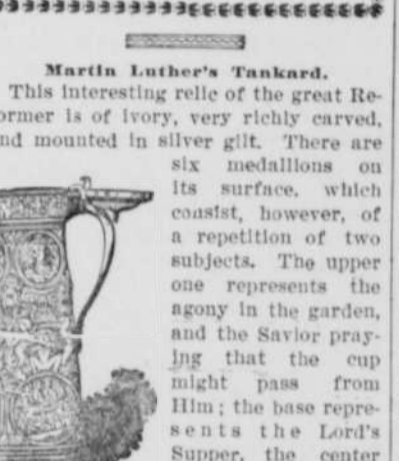 Martin Luther's Tankard.
This interesting relic of the great Re-
ormer is of ivory, very richly carved,
nd mounted in silver gilt. There are
six medallions on
its surface, which
consist, however, of
a repetition of two
subjects. The upper
one represents the
agony in the garden,
and the Savior pray-
ing that the cup
might pass from
Him; the base repre-
sents the Lord's
Supper, the center